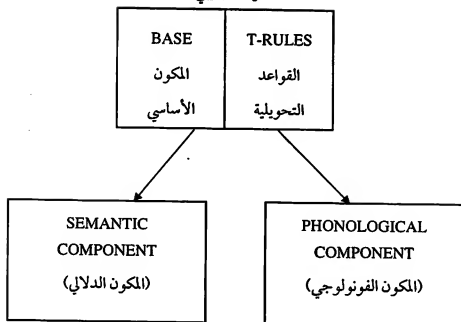 BASE
المكون
الأساسي
T-RULES
القواعد
التحويلية
SEMANTIC
COMPONENT
(المكون الدلالي)
PHONOLOGICAL
COMPONENT
(المكون الفونولوجي)